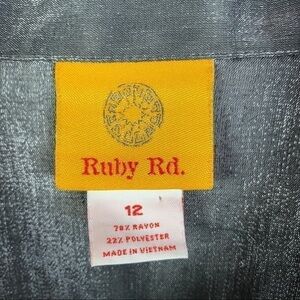 Ruby Rd.
12
78% RAYON
22% POLYESTER
MADE IN VIETNAM